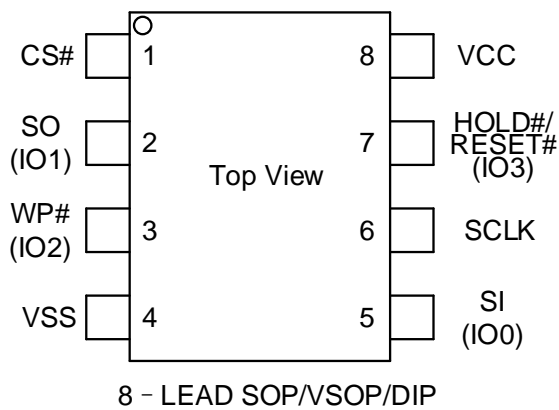 CS# 1 8 VCC
SO
(IO1)
2 7
HOLD#/
RESET#
(IO3)
Top View
WP#
(IO2)
3 6 SCLK
VSS 4 5
SI
(IO0)
8 – LEAD SOP/VSOP/DIP